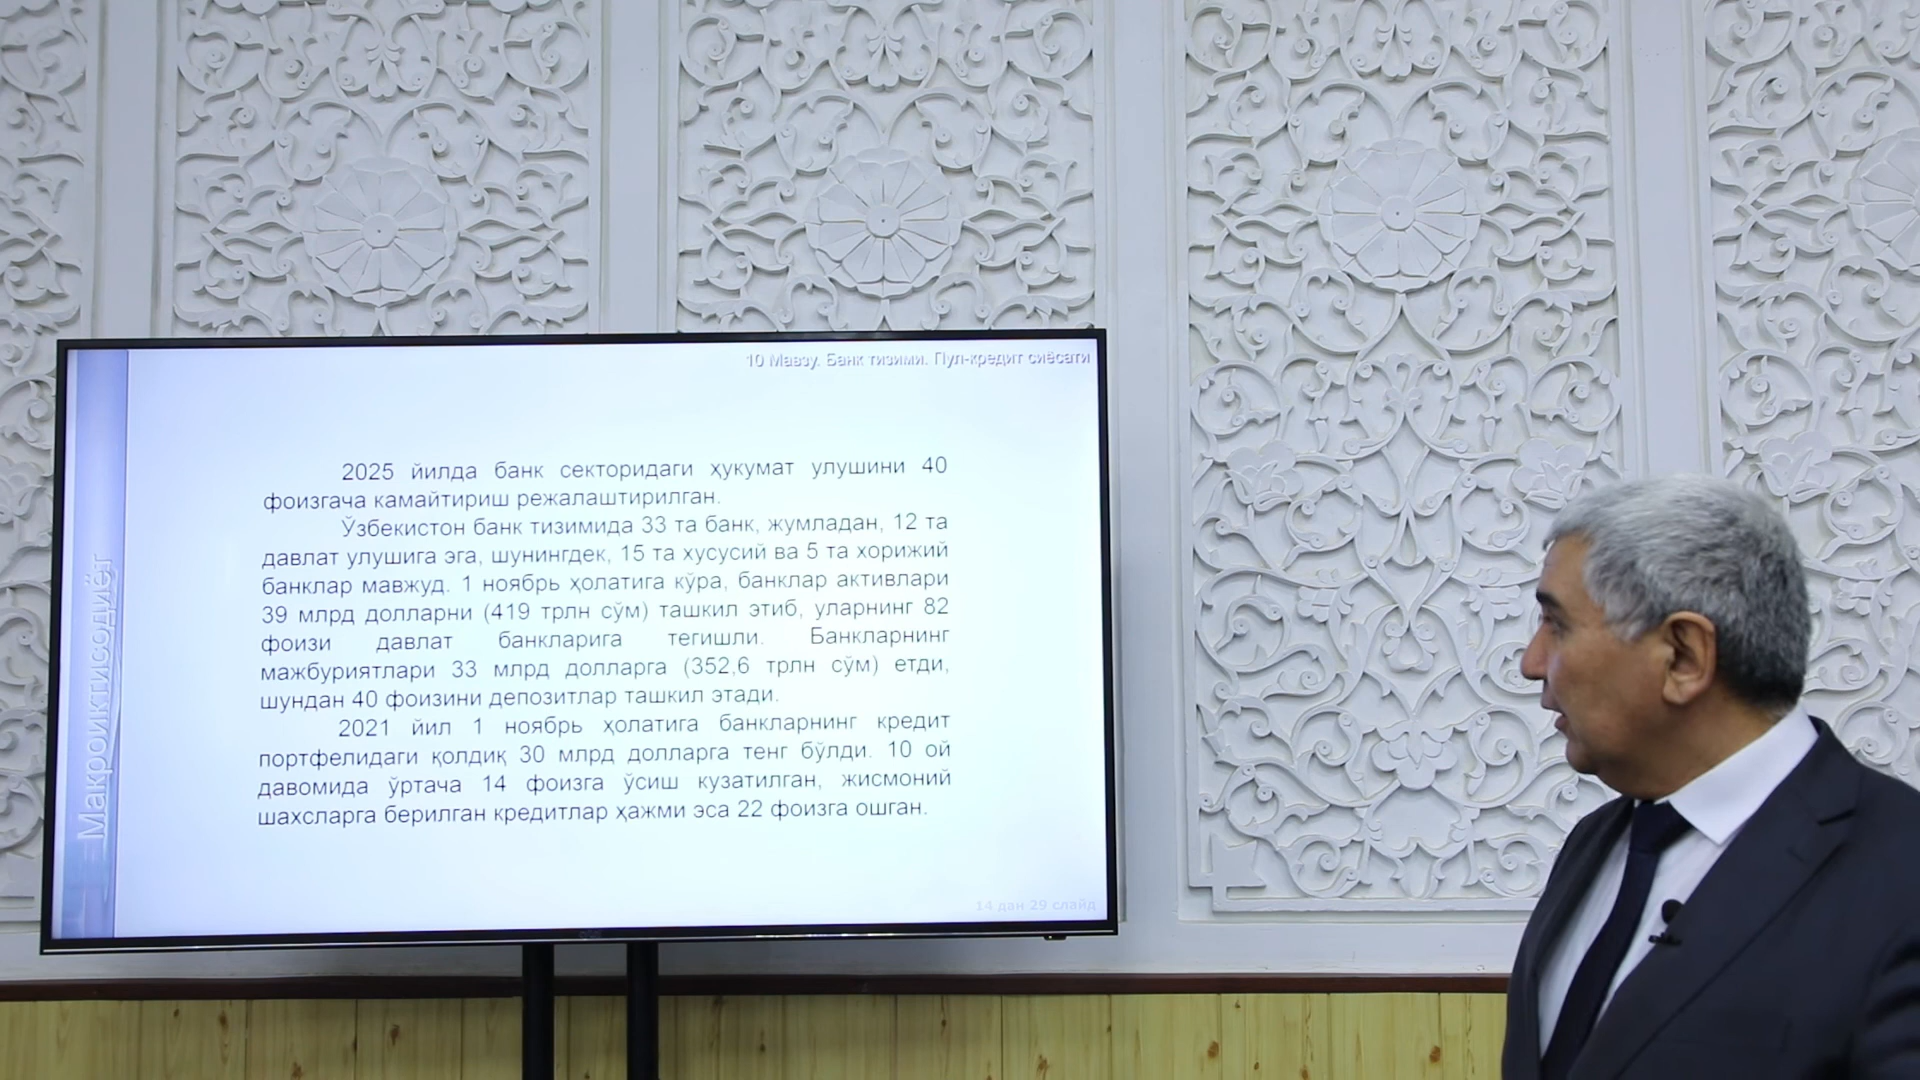 10 Мавзу. Банк тизими. Пул-кредит сиёсати
2025 йилда банк секторидаги ҳукумат улушини 40
фоизгача камайтириш режалаштирилган.
Ўзбекистон банк тизимида 33 та банк, жумладан, 12 та
давлат улушига эга, шунингдек, 15 та хусусий ва 5 та хорижий
банклар мавжуд. 1 ноябрь ҳолатига кўра, банклар активлари
39 млрд долларни (419 трлн сўм) ташкил этиб, уларнинг 82
фоизи давлат банкларига тегишли. Банкларнинг
мажбуриятлари 33 млрд долларга (352,6 трлн сўм) етди,
шундан 40 фоизини депозитлар ташкил этади.
2021 йил 1 ноябрь ҳолатига банкларнинг кредит
портфелидаги қолдиқ 30 млрд долларга тенг бўлди. 10 ой
давомида ўртача 14 фоизга ўсиш кузатилган, жисмоний
шахсларга берилган кредитлар ҳажми эса 22 фоизга ошган.
Макроиктисодиёт
14 дан 29 слайд